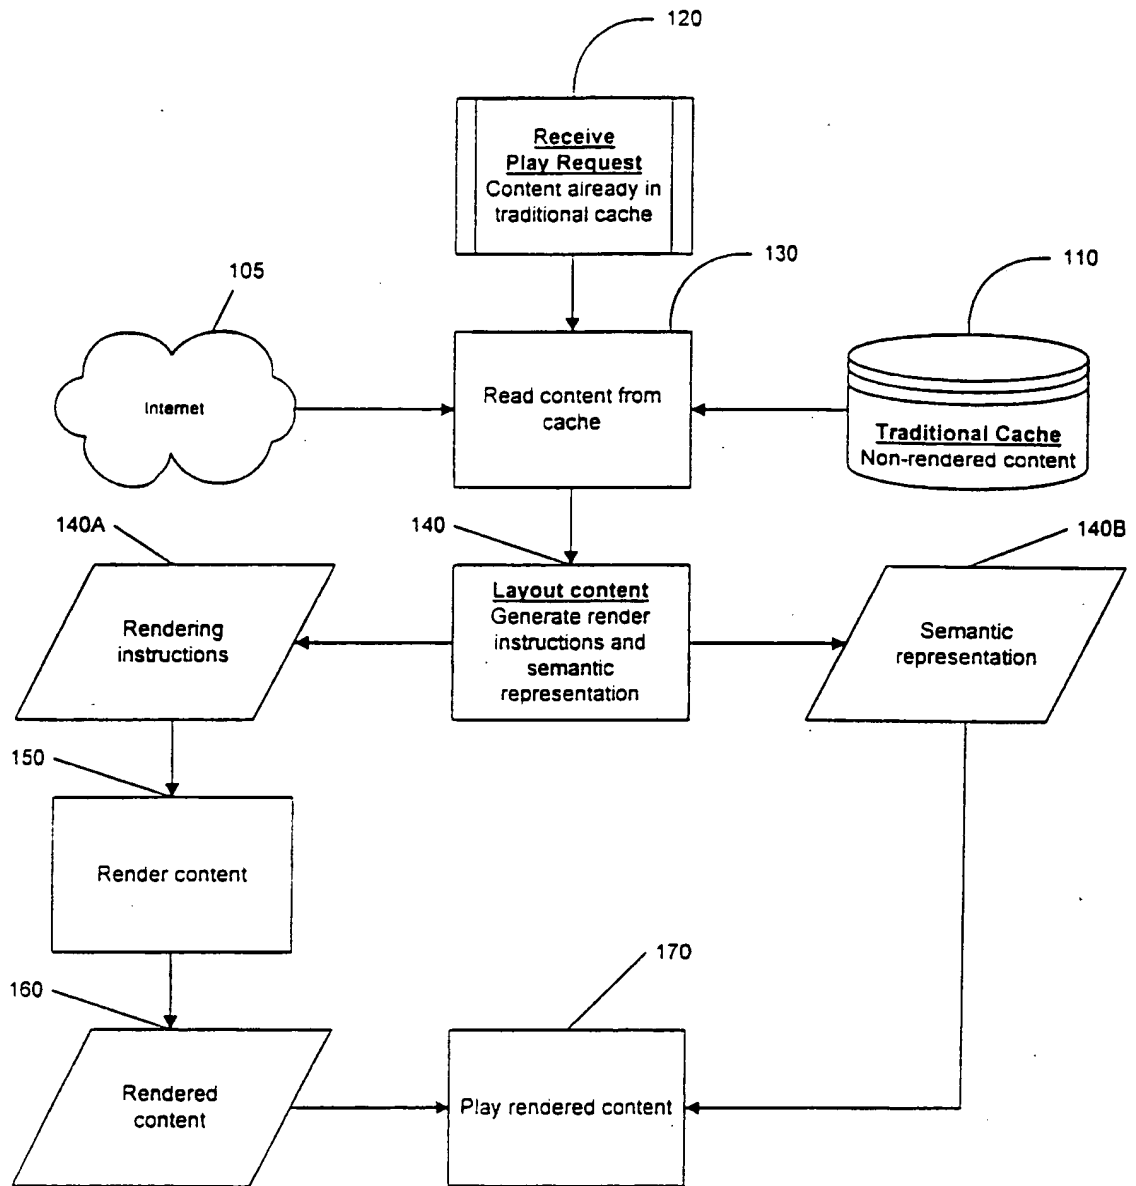 120
Receive
Play Request
Content already in
traditional cache
130
110
105
Internet
Read content from
cache
Traditional Cache
Non-rendered content
140A
140
140B
Rendering
instructions
Layout content
Generate render
instructions and
semantic
representation
Semantic
representation
150
Render content
160
170
Rendered
content
Play rendered content